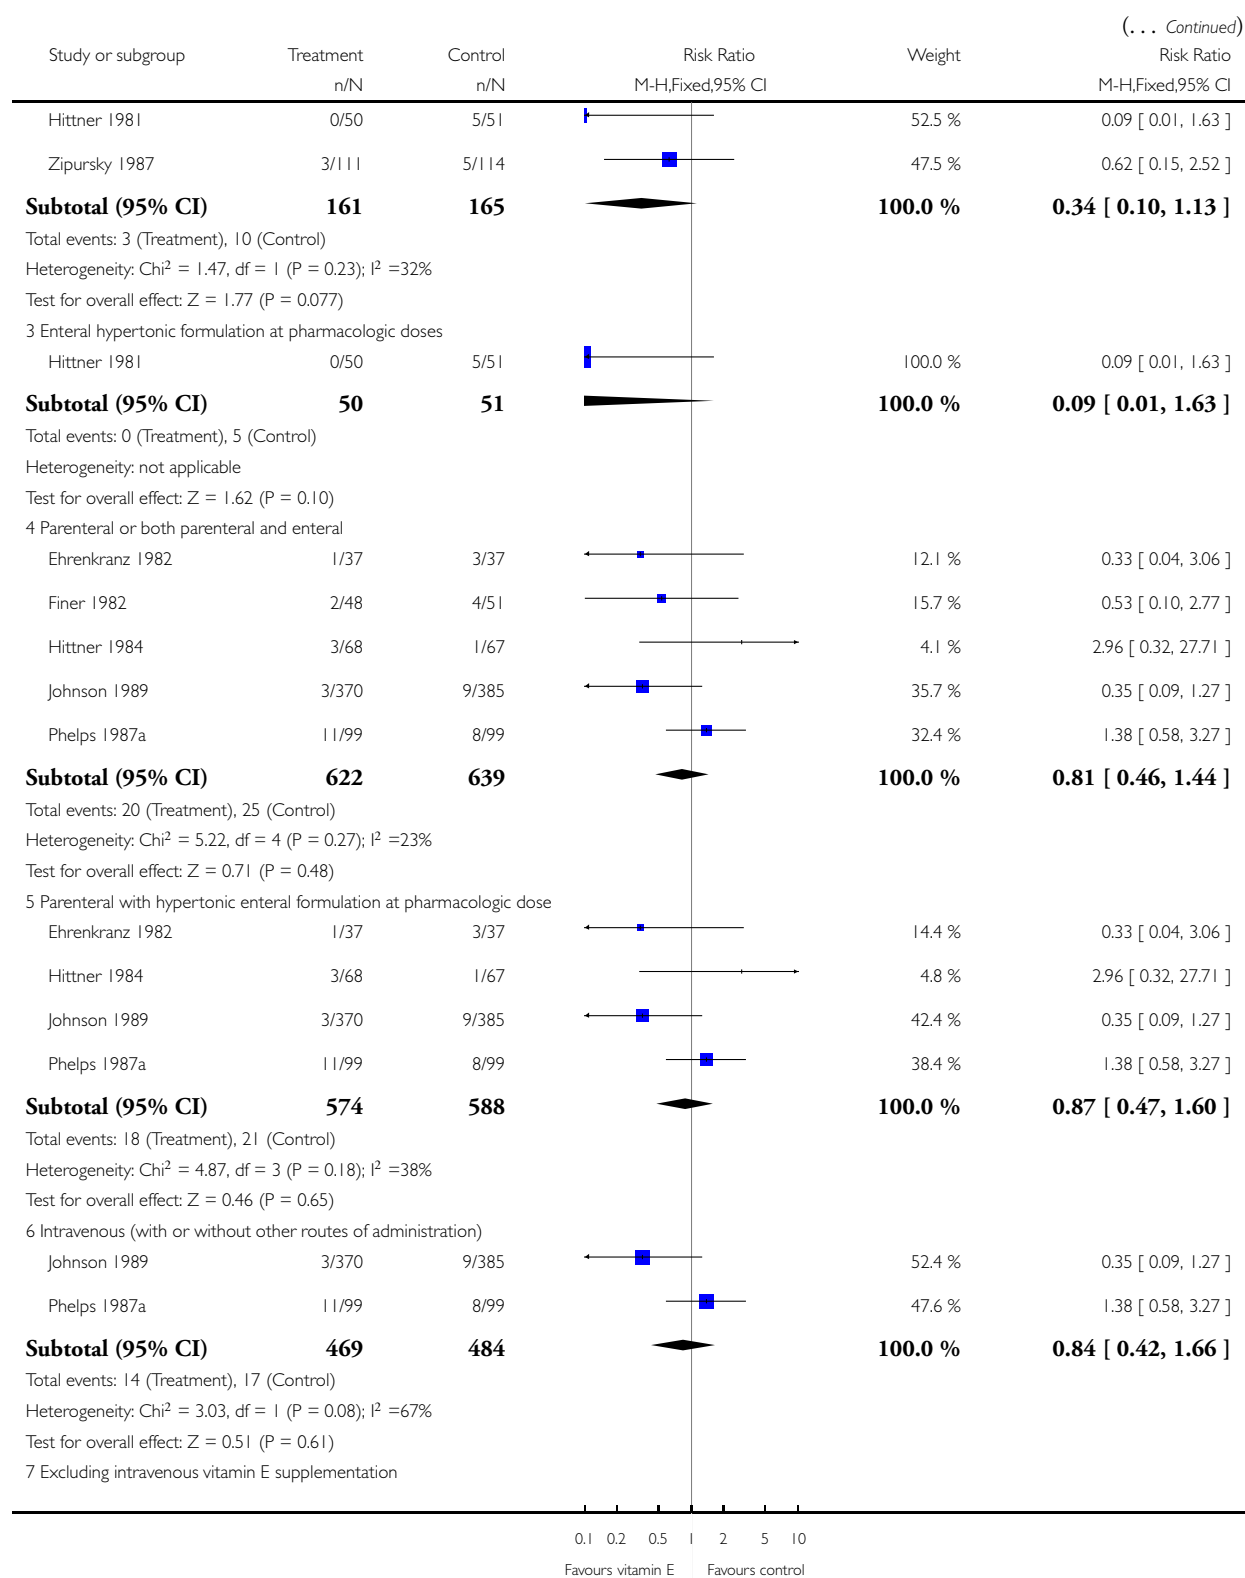 (... Continued)
Study or subgroup Treatment Control Risk Ratio Weight Risk Ratio
n/N n/N M-H,Fixed,95% CI M-H,Fixed,95% CI
Hittner 1981 0/50 5/51 52.5 % 0.09 [ 0.01, 1.63 ]
Zipursky 1987 3/111 5/114 47.5 % 0.62 [ 0.15, 2.52 ]
Subtotal (95% CI) 161 165 100.0 % 0.34 [ 0.10, 1.13 ]
Total events: 3 (Treatment), 10 (Control)
Heterogeneity: Chi² = 1.47, df = 1 (P = 0.23); I² =32%
Test for overall effect: Z = 1.77 (P = 0.077)
3 Enteral hypertonic formulation at pharmacologic doses
Hittner 1981 0/50 5/51 100.0 % 0.09 [ 0.01, 1.63 ]
Subtotal (95% CI) 50 51 100.0 % 0.09 [ 0.01, 1.63 ]
Total events: 0 (Treatment), 5 (Control)
Heterogeneity: not applicable
Test for overall effect: Z = 1.62 (P = 0.10)
4 Parenteral or both parenteral and enteral
Ehrenkranz 1982 1/37 3/37 12.1 % 0.33 [ 0.04, 3.06 ]
Finer 1982 2/48 4/51 15.7 % 0.53 [ 0.10, 2.77 ]
Hittner 1984 3/68 1/67 4.1 % 2.96 [ 0.32, 27.71 ]
Johnson 1989 3/370 9/385 35.7 % 0.35 [ 0.09, 1.27 ]
Phelps 1987a 11/99 8/99 32.4 % 1.38 [ 0.58, 3.27 ]
Subtotal (95% CI) 622 639 100.0 % 0.81 [ 0.46, 1.44 ]
Total events: 20 (Treatment), 25 (Control)
Heterogeneity: Chi² = 5.22, df = 4 (P = 0.27); I² =23%
Test for overall effect: Z = 0.71 (P = 0.48)
5 Parenteral with hypertonic enteral formulation at pharmacologic dose
Ehrenkranz 1982 1/37 3/37 14.4 % 0.33 [ 0.04, 3.06 ]
Hittner 1984 3/68 1/67 4.8 % 2.96 [ 0.32, 27.71 ]
Johnson 1989 3/370 9/385 42.4 % 0.35 [ 0.09, 1.27 ]
Phelps 1987a 11/99 8/99 38.4 % 1.38 [ 0.58, 3.27 ]
Subtotal (95% CI) 574 588 100.0 % 0.87 [ 0.47, 1.60 ]
Total events: 18 (Treatment), 21 (Control)
Heterogeneity: Chi² = 4.87, df = 3 (P = 0.18); I² =38%
Test for overall effect: Z = 0.46 (P = 0.65)
6 Intravenous (with or without other routes of administration)
Johnson 1989 3/370 9/385 52.4 % 0.35 [ 0.09, 1.27 ]
Phelps 1987a 11/99 8/99 47.6 % 1.38 [ 0.58, 3.27 ]
Subtotal (95% CI) 469 484 100.0 % 0.84 [ 0.42, 1.66 ]
Total events: 14 (Treatment), 17 (Control)
Heterogeneity: Chi² = 3.03, df = 1 (P = 0.08); I² =67%
Test for overall effect: Z = 0.51 (P = 0.61)
7 Excluding intravenous vitamin E supplementation
0.1 0.2 0.5 1 2 5 10
Favours vitamin E Favours control